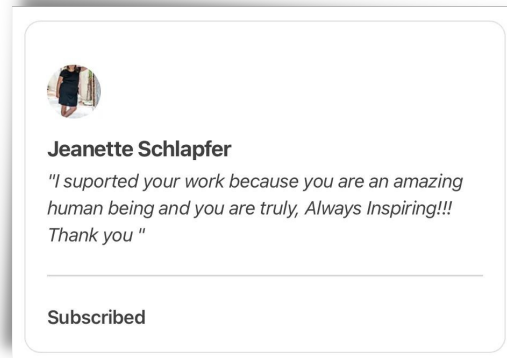 Jeanette Schlapfer
"I suported your work because you are an amazing
human being and you are truly, Always Inspiring!!!
Thank you "
Subscribed